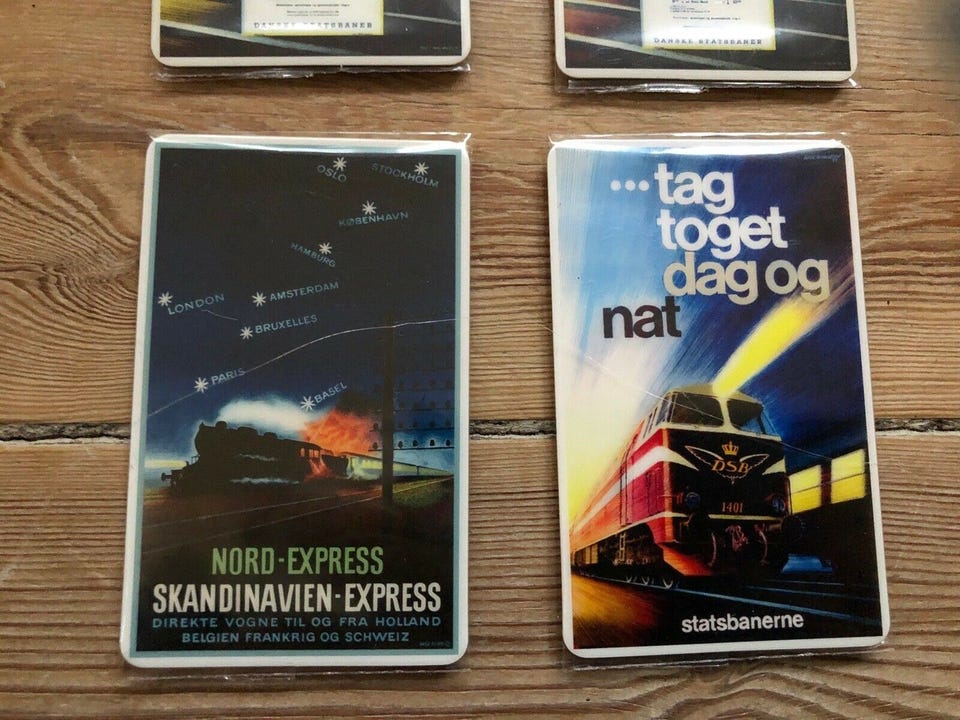 DANSKE STATSBANER
DANSKE STATSBANER
OSLO
STOCKHOLM
KØBENHAVN
HAMBURG
LONDON
AMSTERDAM
BRUXELLES
PARIS
BASEL
NORD-EXPRESS
SKANDINAVIEN-EXPRESS
DIREKTE VOGNE TIL OG FRA HOLLAND
BELGIEN FRANKRIG OG SCHWEIZ
...tag
toget
dag og
nat
DSB
1401
statsbanerne